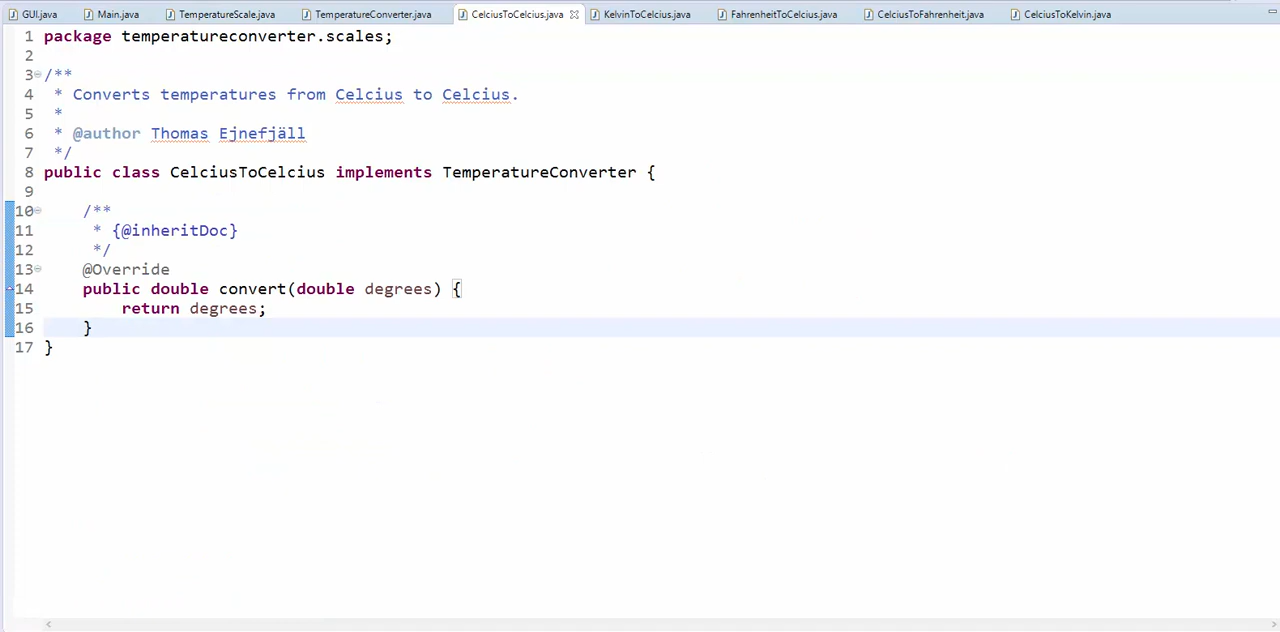 GUI.java Main.java TemperatureScale.java TemperatureConverter.java CelciusToCelcius.java KelvinToCelcius.java FahrenheitToCelcius.java CelciusToFahrenheit.java CelciusToKelvin.java
1 package temperatureconverter.scales;
2
3 /**
4  * Converts temperatures from Celcius to Celcius.
5  *
6  * @author Thomas Ejnefjäll
7  */
8 public class CelciusToCelcius implements TemperatureConverter {
9
10     /**
11      * {@inheritDoc}
12      */
13     @Override
14     public double convert(double degrees) {
15         return degrees;
16     }
17 }